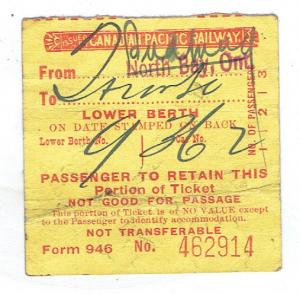 ISSUED BY CANADIAN PACIFIC RAILWAY
North Bay, Ont
From
To
LOWER BERTH
ON DATE STAMPED ON BACK
Lower Berth No. 9 Car No. 362
NO. OF PASSENGERS 1 2 3
PASSENGER TO RETAIN THIS
Portion of Ticket
NOT GOOD FOR PASSAGE
This portion of Ticket is of NO VALUE except
to the Passenger to identify accommodation.
NOT TRANSFERABLE
Form 946 No. 462914